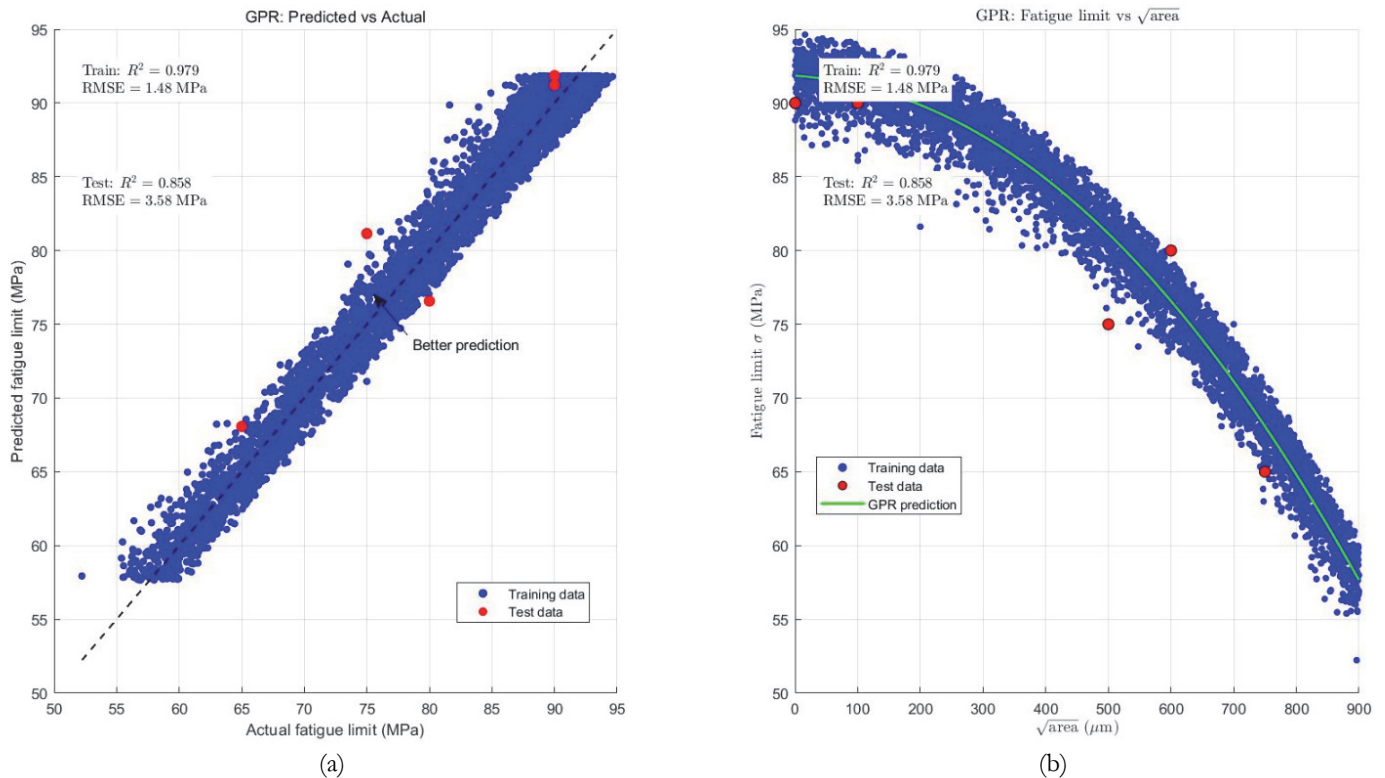 GPR: Predicted vs Actual
95
90
85
80
75
70
65
60
55
50
Predicted fatigue limit (MPa)
Train: R² = 0.979
RMSE = 1.48 MPa
Test: R² = 0.858
RMSE = 3.58 MPa
Better prediction
Training data
Test data
50 55 60 65 70 75 80 85 90 95
Actual fatigue limit (MPa)
(a)
GPR: Fatigue limit vs √area
95
90
85
80
75
70
65
60
55
50
Fatigue limit σ (MPa)
Train: R² = 0.979
RMSE = 1.48 MPa
Test: R² = 0.858
RMSE = 3.58 MPa
Training data
Test data
GPR prediction
0 100 200 300 400 500 600 700 800 900
√area (μm)
(b)